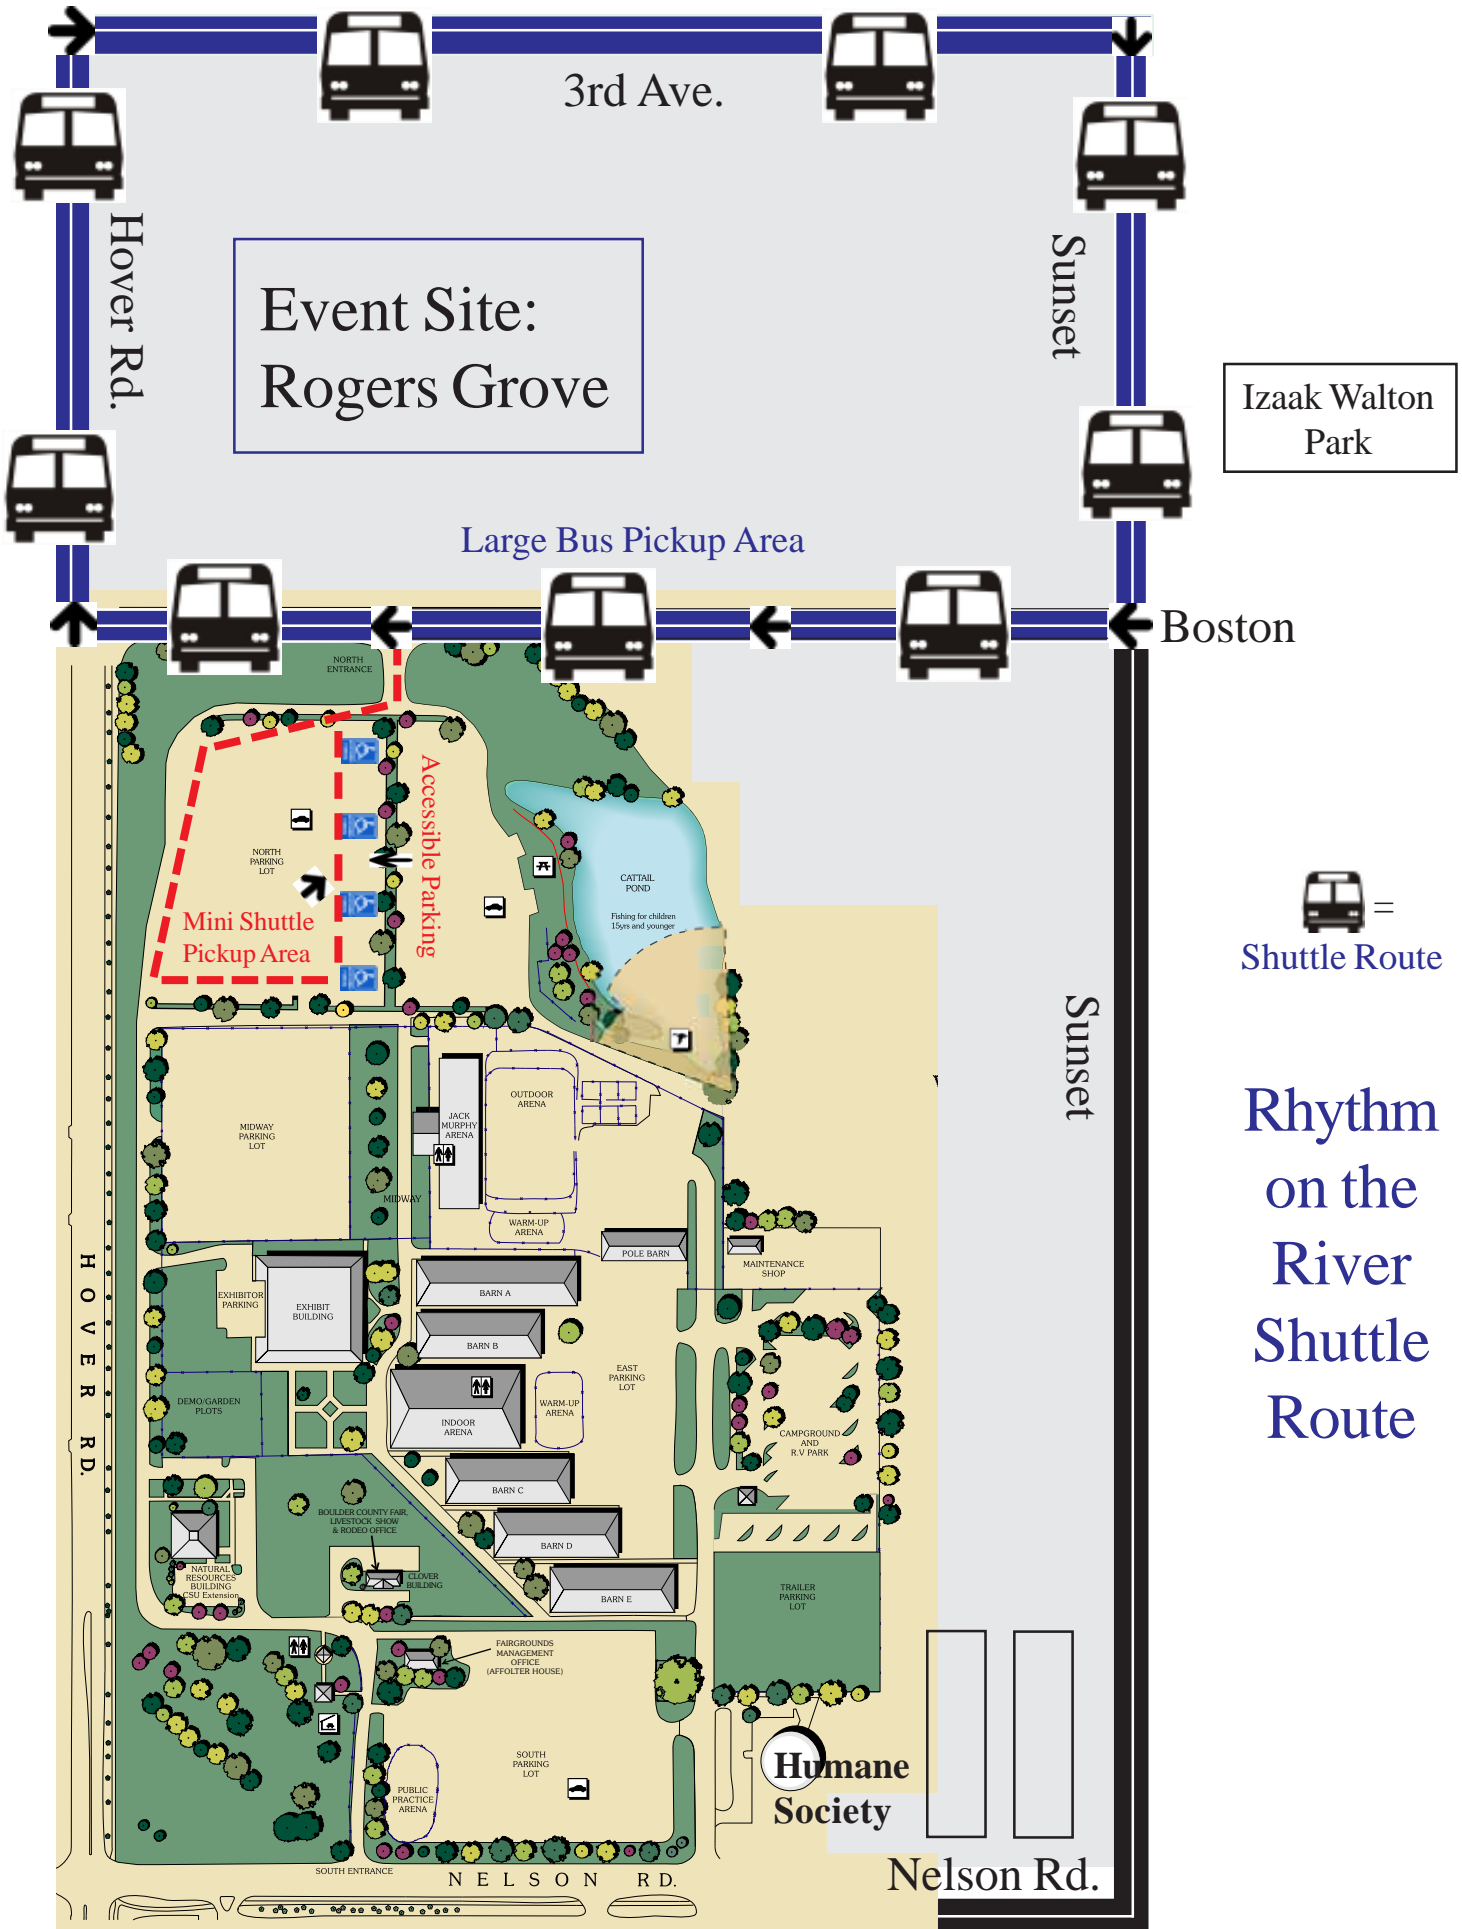 3rd Ave.
Hover Rd.
Sunset
Event Site:
Rogers Grove
Izaak Walton
Park
Large Bus Pickup Area
Boston
NORTH
ENTRANCE
Accessible Parking
NORTH
PARKING
LOT
Mini Shuttle
Pickup Area
CATTAIL
POND
Fishing for children
15yrs and younger
=
Shuttle Route
Sunset
Rhythm
on the
River
Shuttle
Route
MIDWAY
PARKING
LOT
JACK
MURPHY
ARENA
OUTDOOR
ARENA
MIDWAY
WARM-UP
ARENA
POLE BARN
MAINTENANCE
SHOP
HOVER RD.
EXHIBITOR
PARKING
EXHIBIT
BUILDING
BARN A
BARN B
EAST
PARKING
LOT
DEMO/GARDEN
PLOTS
INDOOR
ARENA
WARM-UP
ARENA
CAMPGROUND
AND
R.V PARK
BARN C
BOULDER COUNTY FAIR,
LIVESTOCK SHOW
& RODEO OFFICE
BARN D
NATURAL
RESOURCES
BUILDING
CSU Extension
CLOVER
BUILDING
BARN E
TRAILER
PARKING
LOT
FAIRGROUNDS
MANAGEMENT
OFFICE
(AFFOLTER HOUSE)
SOUTH
PARKING
LOT
PUBLIC
PRACTICE
ARENA
Humane
Society
SOUTH ENTRANCE
NELSON RD.
Nelson Rd.